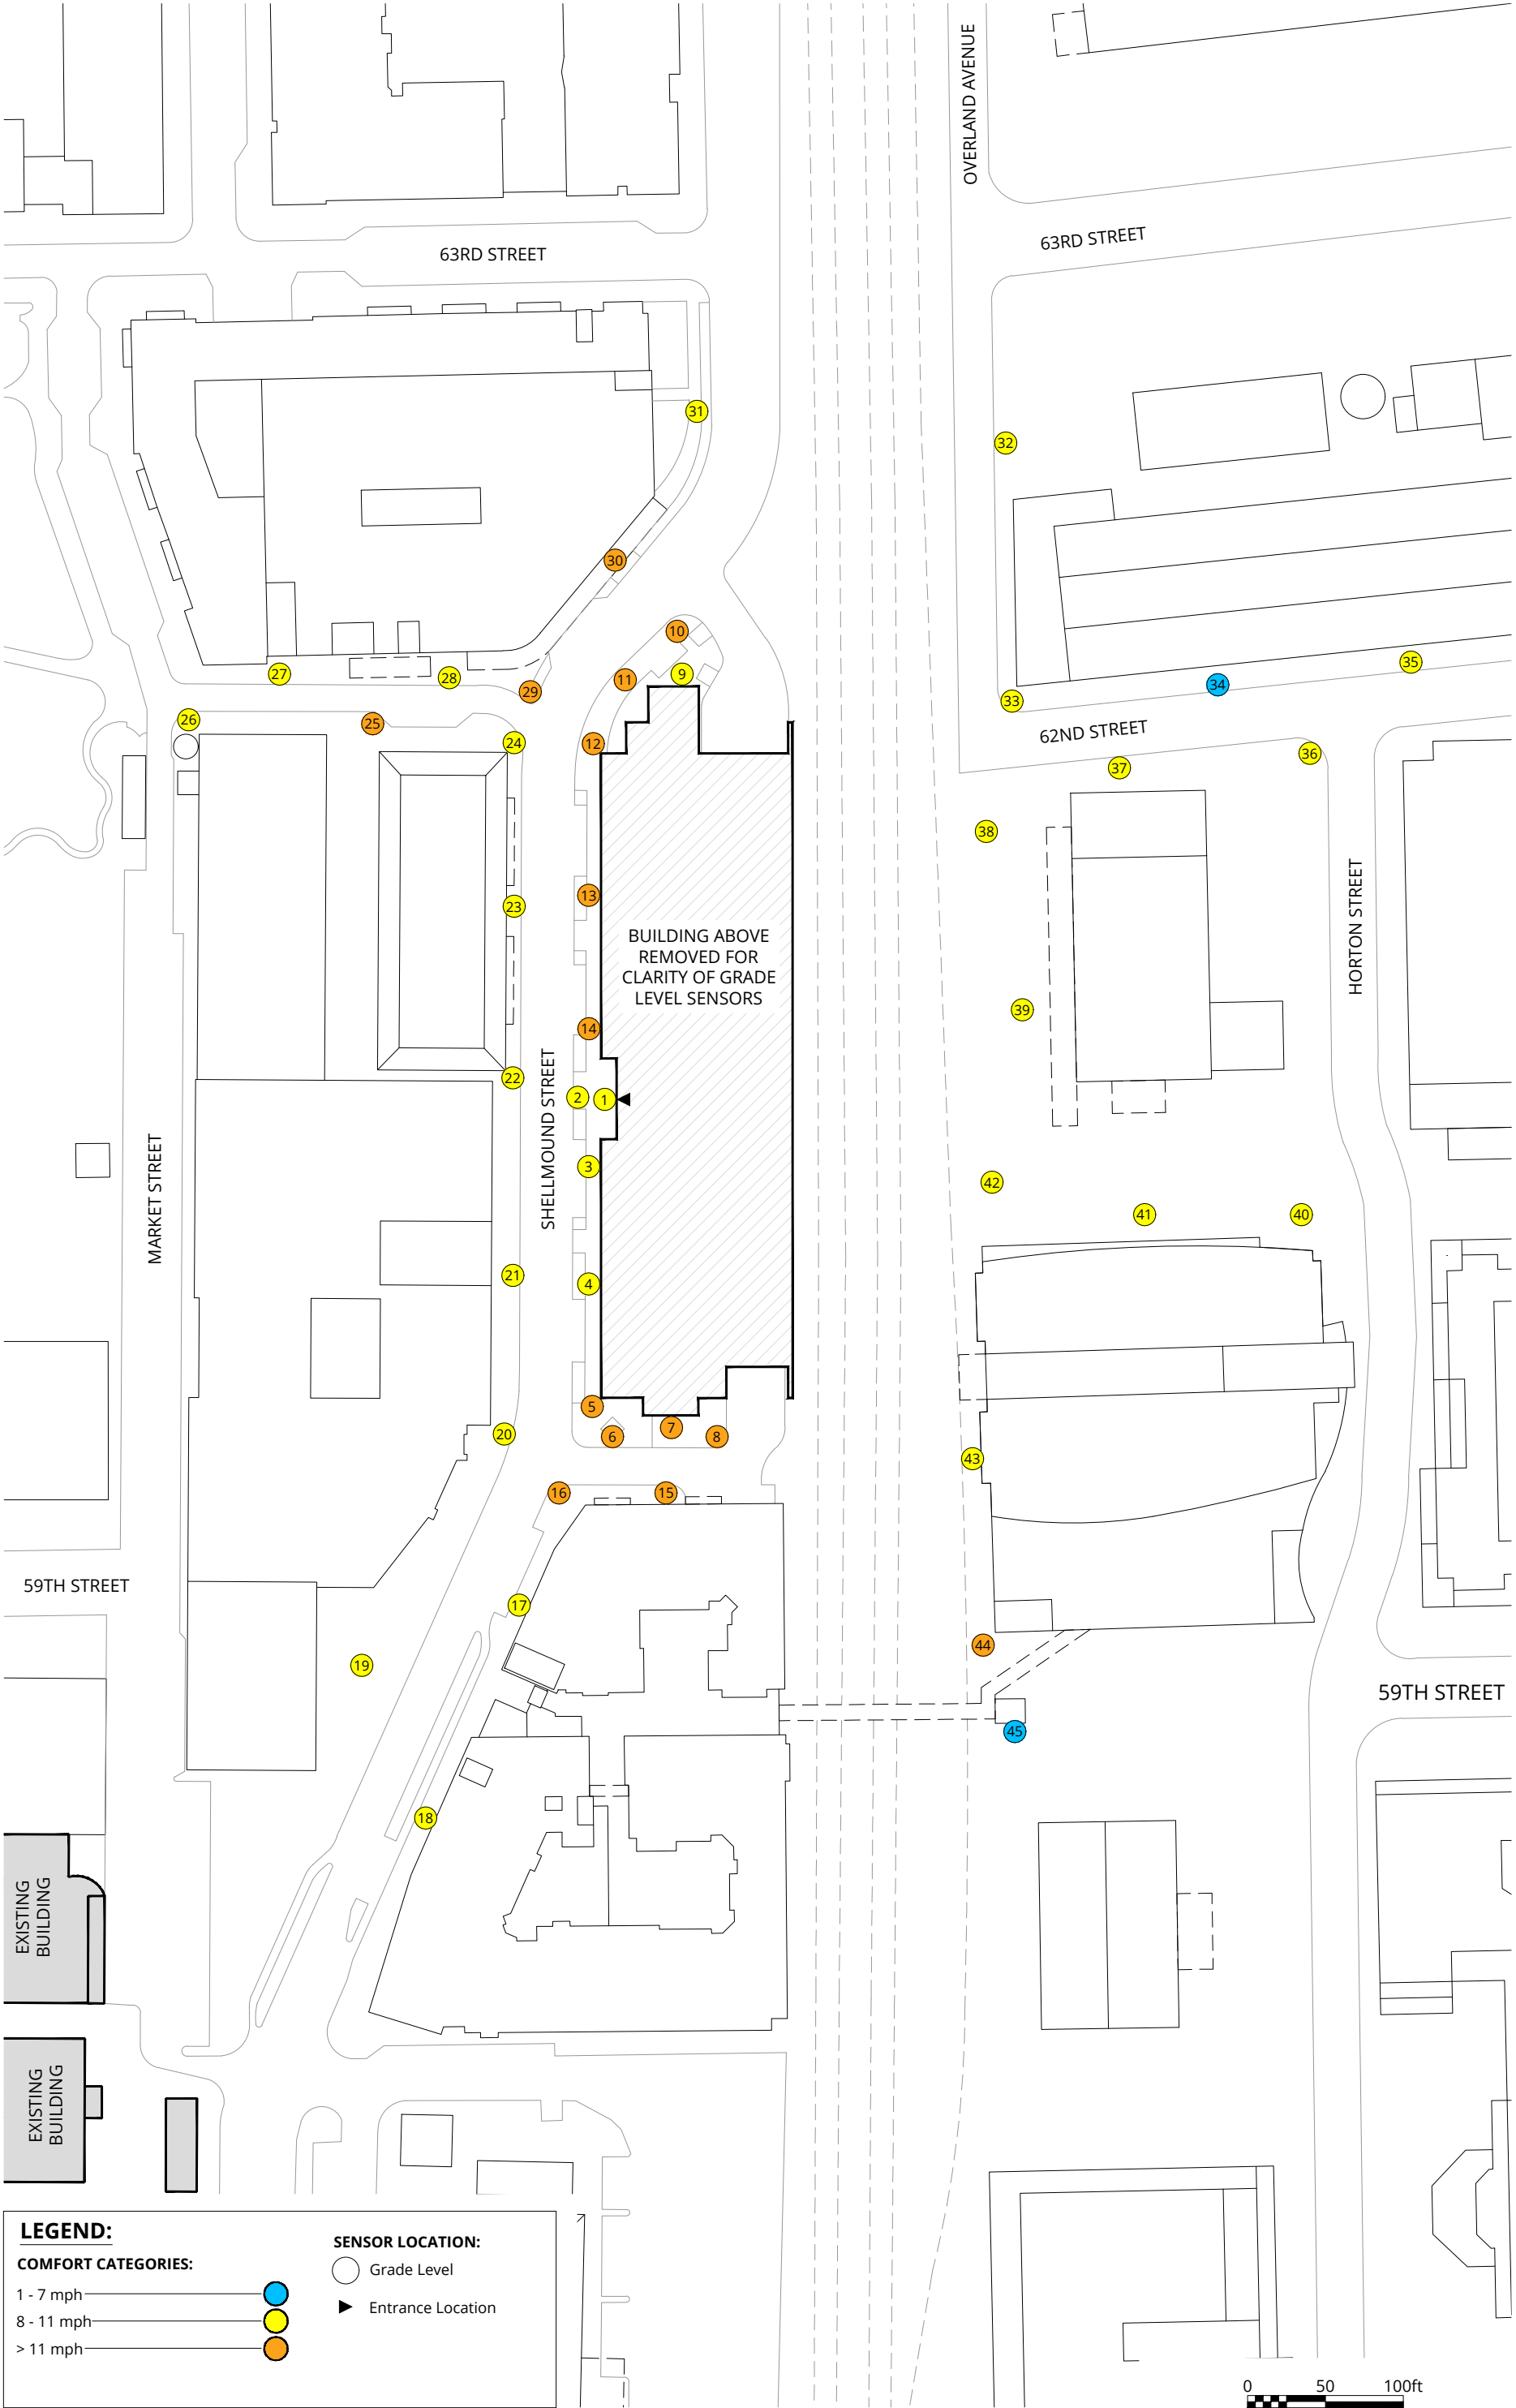 OVERLAND AVENUE
63RD STREET
63RD STREET
31
32
30
10
9
35
27
28
11
34
29
33
26
25
62ND STREET
24
12
36
37
38
13
23
HORTON STREET
BUILDING ABOVE
REMOVED FOR
CLARITY OF GRADE
LEVEL SENSORS
39
14
22
2
1
SHELLMOUND STREET
MARKET STREET
3
42
41
40
21
4
5
20
6
7
8
43
16
15
59TH STREET
17
44
19
59TH STREET
45
18
EXISTING
BUILDING
EXISTING
BUILDING
LEGEND:
COMFORT CATEGORIES:
1 - 7 mph
8 - 11 mph
> 11 mph
SENSOR LOCATION:
Grade Level
Entrance Location
0 50 100ft